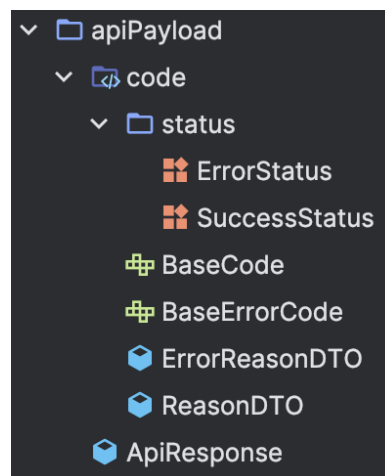 apiPayload
code
status
ErrorStatus
SuccessStatus
BaseCode
BaseErrorCode
ErrorReasonDTO
ReasonDTO
ApiResponse